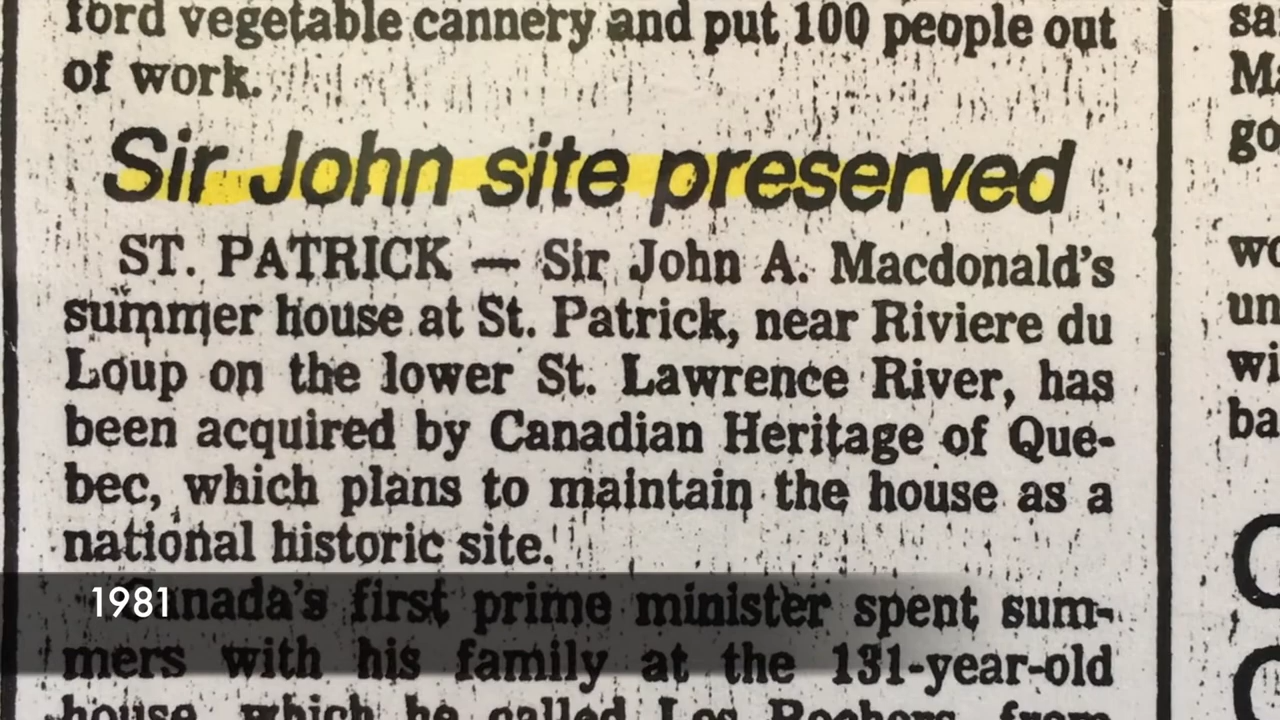 ford vegetable cannery and put 100 people out
of work.
Sir John site preserved
ST. PATRICK — Sir John A. Macdonald's
summer house at St. Patrick, near Riviere du
Loup on the lower St. Lawrence River, has
been acquired by Canadian Heritage of Que-
bec, which plans to maintain the house as a
national historic site.
Canada's first prime minister spent sum-
mers with his family at the 131-year-old
house, which he called Les Rochers, from
1981